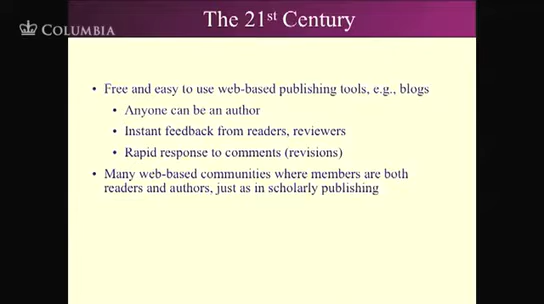 COLUMBIA
The 21st Century
• Free and easy to use web-based publishing tools, e.g., blogs
• Anyone can be an author
• Instant feedback from readers, reviewers
• Rapid response to comments (revisions)
• Many web-based communities where members are both
readers and authors, just as in scholarly publishing